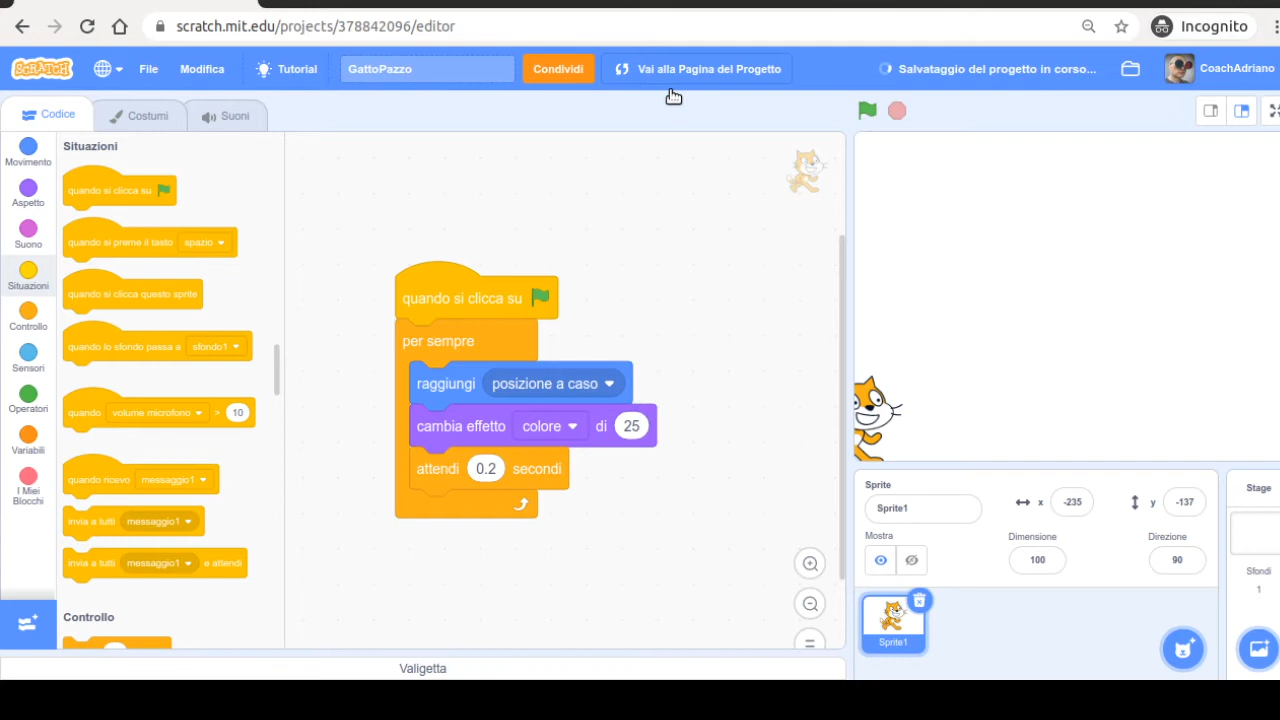 scratch.mit.edu/projects/378842096/editor
Incognito
SCRATCH
File
Modifica
Tutorial
GattoPazzo
Condividi
Vai alla Pagina del Progetto
Salvataggio del progetto in corso...
CoachAdriano
Codice
Costumi
Suoni
Movimento
Aspetto
Suono
Situazioni
Controllo
Sensori
Operatori
Variabili
I Miei
Blocchi
Situazioni
quando si clicca su
quando si preme il tasto spazio
quando si clicca questo sprite
quando lo sfondo passa a sfondo1
quando volume microfono > 10
quando ricevo messaggio1
invia a tutti messaggio1
invia a tutti messaggio1 e attendi
Controllo
quando si clicca su
per sempre
raggiungi posizione a caso
cambia effetto colore di 25
attendi 0.2 secondi
Valigetta
Sprite
Sprite1
x -235
y -137
Mostra
Dimensione
100
Direzione
90
Sprite1
Stage
Sfondi
1